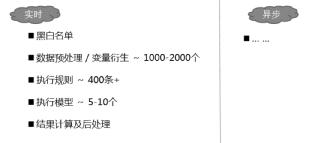 实时
■ 黑白名单
■ 数据预处理 / 变量衍生 ~ 1000-2000个
■ 执行规则 ~ 400条+
■ 执行模型 ~ 5-10个
■ 结果计算及后处理
异步
■ ... ...